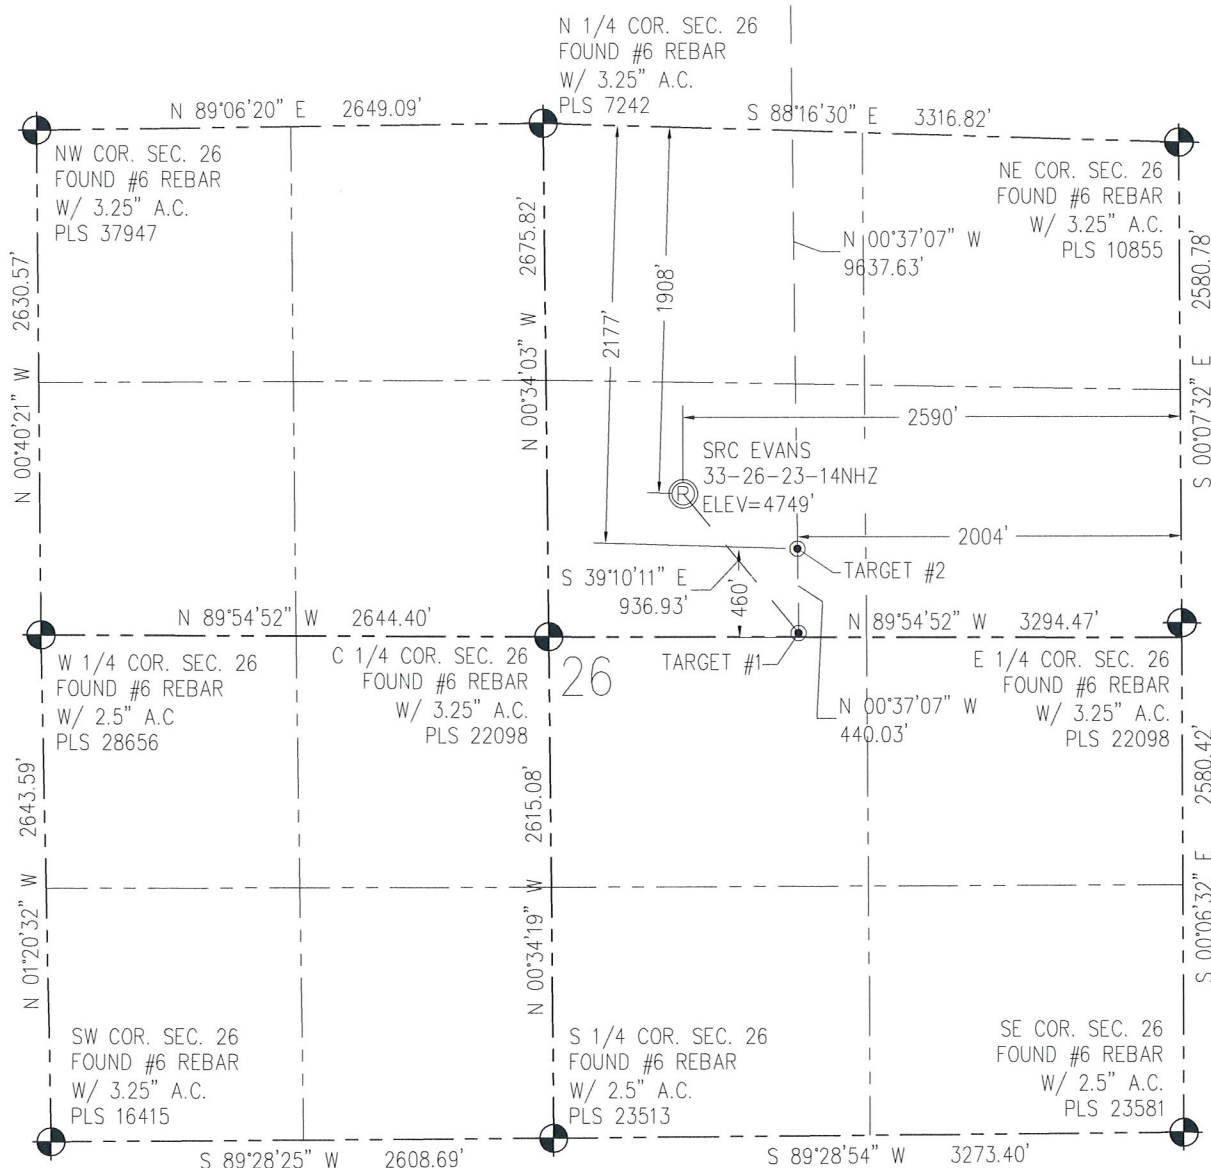 N 1/4 COR. SEC. 26
FOUND #6 REBAR
W/ 3.25" A.C.
PLS 7242
N 89°06'20" E 2649.09'
S 88°16'30" E 3316.82'
NW COR. SEC. 26
FOUND #6 REBAR
W/ 3.25" A.C.
PLS 37947
NE COR. SEC. 26
FOUND #6 REBAR
W/ 3.25" A.C.
PLS 10855
N 00°40'21" W 2630.57'
N 00°34'03" W 2675.82'
2177'
1908'
N 00°37'07" W
9637.63'
S 00°07'32" E 2580.78'
2590'
SRC EVANS
33-26-23-14NHZ
ELEV=4749'
R
2004'
TARGET #2
S 39°10'11" E
936.93'
460'
N 89°54'52" W 2644.40'
N 89°54'52" W 3294.47'
TARGET #1
W 1/4 COR. SEC. 26
FOUND #6 REBAR
W/ 2.5" A.C
PLS 28656
C 1/4 COR. SEC. 26
FOUND #6 REBAR
W/ 3.25" A.C.
PLS 22098
26
E 1/4 COR. SEC. 26
FOUND #6 REBAR
W/ 3.25" A.C.
PLS 22098
N 00°37'07" W
440.03'
N 01°20'32" W 2643.59'
N 00°34'19" W 2615.08'
S 00°06'32" E 2580.42'
SW COR. SEC. 26
FOUND #6 REBAR
W/ 3.25" A.C.
PLS 16415
S 1/4 COR. SEC. 26
FOUND #6 REBAR
W/ 2.5" A.C.
PLS 23513
SE COR. SEC. 26
FOUND #6 REBAR
W/ 2.5" A.C.
PLS 23581
S 89°28'25" W 2608.69'
S 89°28'54" W 3273.40'